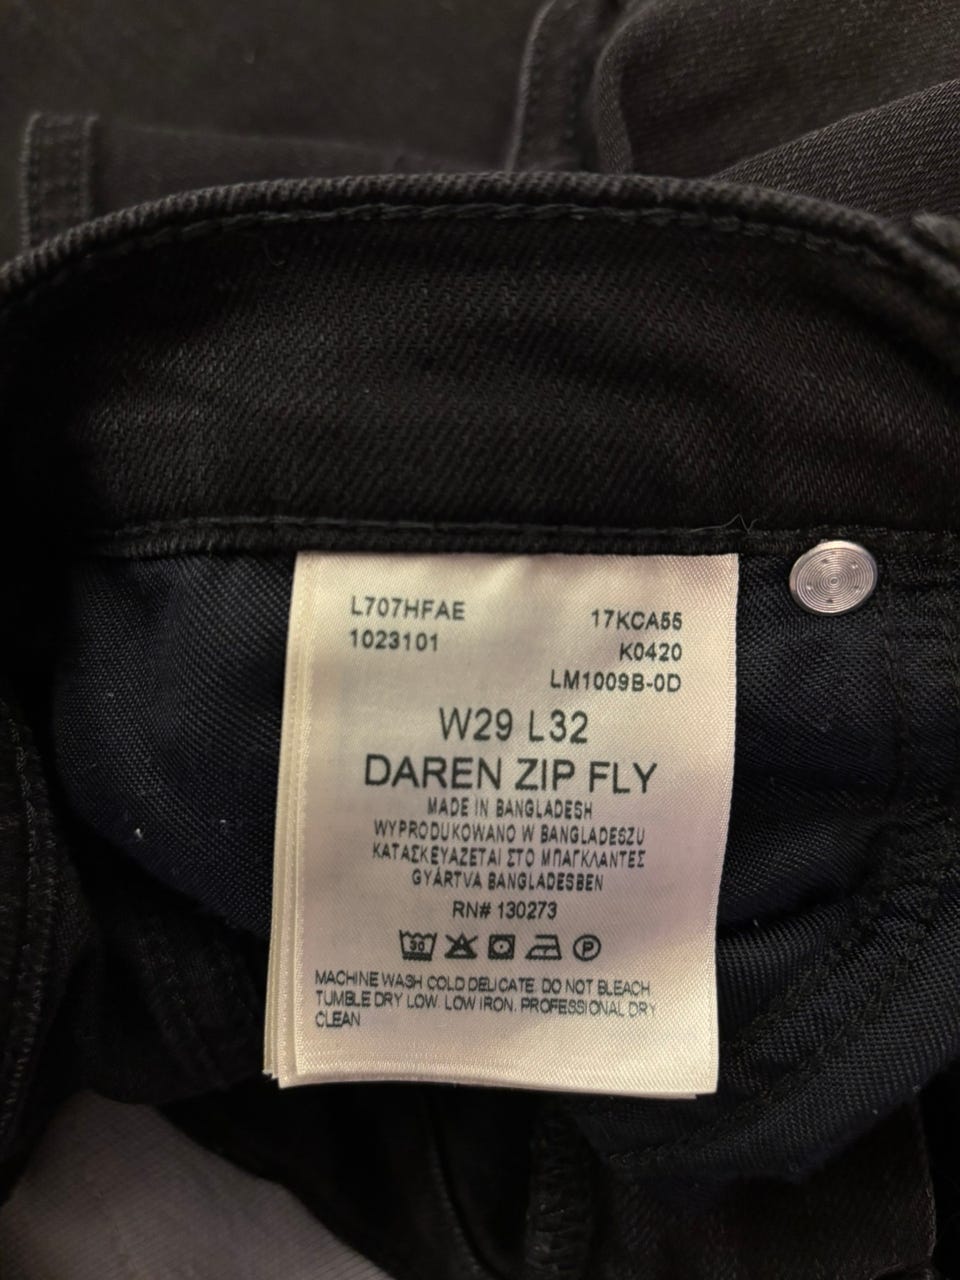 L707HFAE
1023101
17KCA55
K0420
LM1009B-0D
W29 L32
DAREN ZIP FLY
MADE IN BANGLADESH
WYPRODUKOWANO W BANGLADESZU
ΚΑΤΑΣΚΕΥΑΖΕΤΑΙ ΣΤΟ ΜΠΑΓΚΛΑΝΤΕΣ
GYÁRTVA BANGLADESBEN
RN# 130273
30 P
MACHINE WASH COLD DELICATE. DO NOT BLEACH.
TUMBLE DRY LOW. LOW IRON. PROFESSIONAL DRY
CLEAN